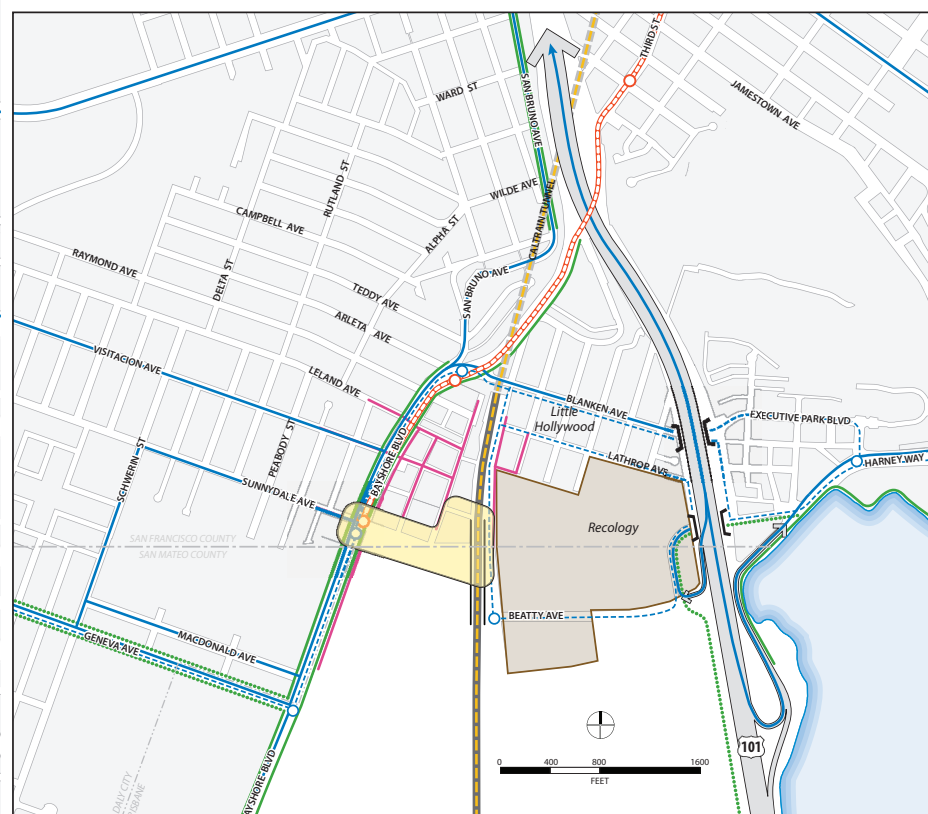 THIRD ST
WARD ST
SAN BRUNO AVE
JAMESTOWN AVE
RUTLAND ST
WILDE AVE
CALTRAIN TUNNEL
CAMPBELL AVE
ALPHA ST
RAYMOND AVE
DELTA ST
SAN BRUNO AVE
TEDDY AVE
ARLETA AVE
VISITACION AVE
LELAND AVE
BLANKEN AVE
Little
Hollywood
EXECUTIVE PARK BLVD
BAYSHORE BLVD
PEABODY ST
SCHWERIN ST
LATHROP AVE
HARNEY WAY
SUNNYDALE AVE
Recology
SAN FRANCISCO COUNTY
SAN MATEO COUNTY
BEATTY AVE
GENEVA AVE
MACDONALD AVE
101
0 400 800 1600
FEET
DALY CITY
AYSHORE BLVD